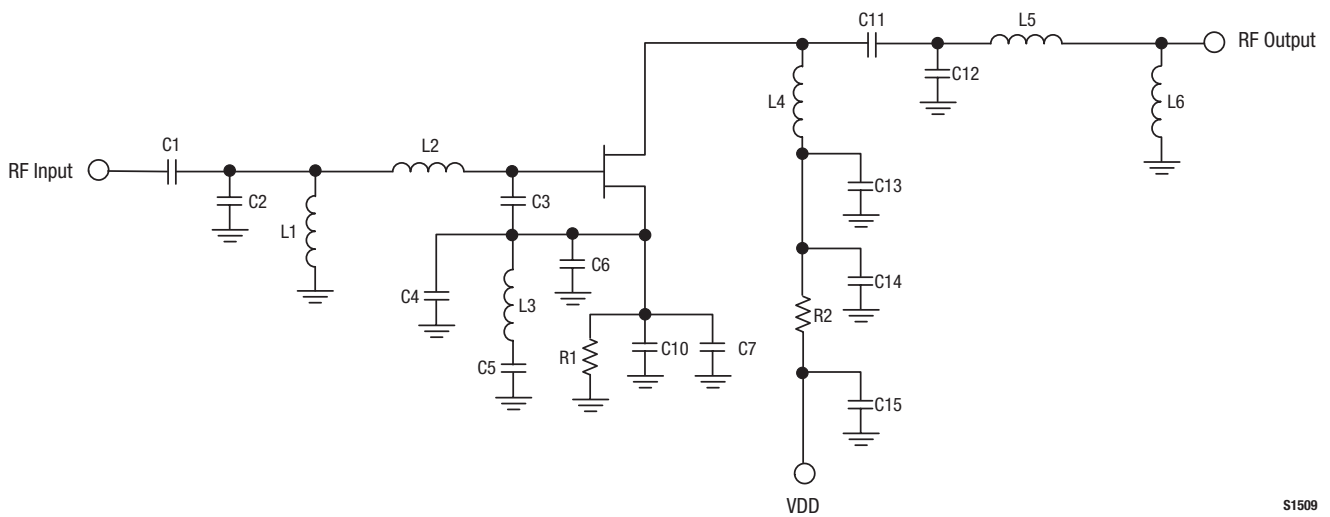 C11
L5
RF Output
C12
L4
L6
C1
L2
RF Input
C13
C2
C3
L1
C6
C14
C4
L3
R2
R1
C10
C7
C5
C15
VDD
S1509